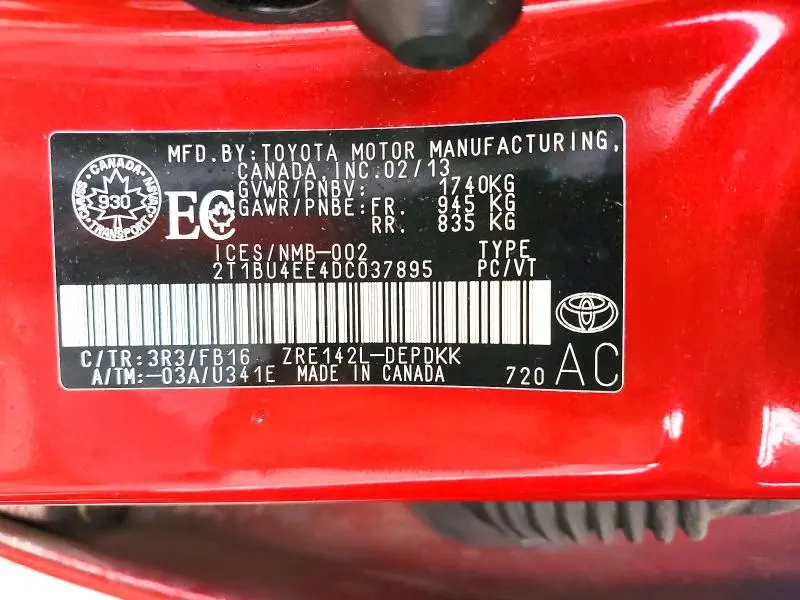 MFD.BY:TOYOTA MOTOR MANUFACTURING,
CANADA, INC.02/13
GVWR/PNBV: 1740KG
GAWR/PNBE:FR. 945 KG
RR. 835 KG
CANADA
NSVAC
TRANSPORT
CMVSS
930
EC
ICES/NMB-002 TYPE
2T1BU4EE4DC037895 PC/VT
C/TR:3R3/FB16 ZRE142L-DEPDKK
A/TM:-03A/U341E MADE IN CANADA 720 AC